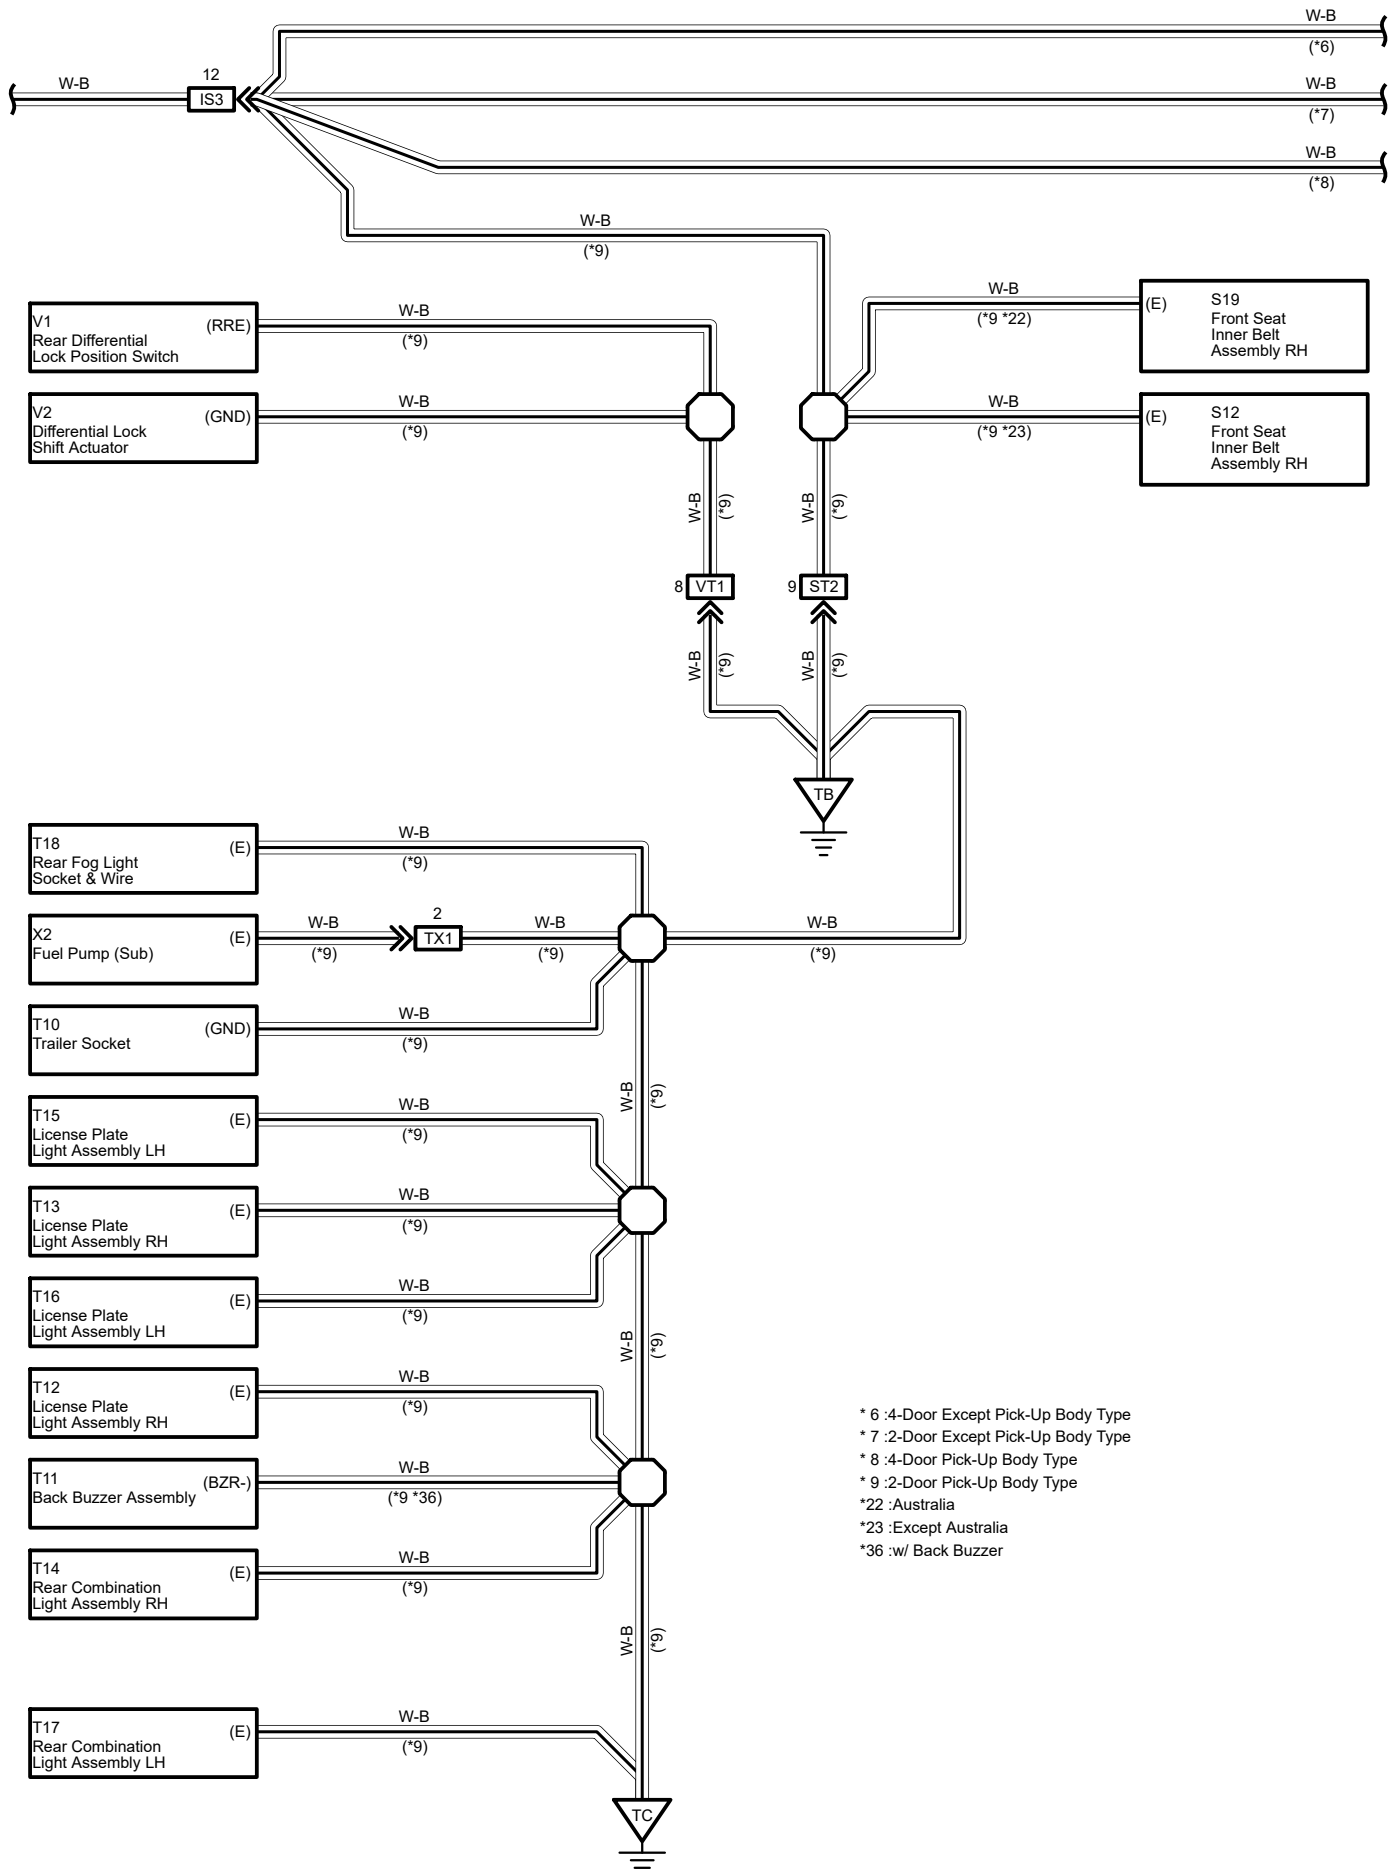 W-B
(*6)
12
W-B
IS3
W-B
(*7)
W-B
(*8)
W-B
(*9)
V1
Rear Differential
Lock Position Switch
(RRE)
W-B
(*9)
W-B
(*9 *22)
(E)
S19
Front Seat
Inner Belt
Assembly RH
V2
Differential Lock
Shift Actuator
(GND)
W-B
(*9)
W-B
(*9 *23)
(E)
S12
Front Seat
Inner Belt
Assembly RH
W-B
(*9)
W-B
(*9)
8
VT1
9
ST2
W-B
(*9)
W-B
(*9)
TB
T18
Rear Fog Light
Socket & Wire
(E)
W-B
(*9)
X2
Fuel Pump (Sub)
(E)
W-B
(*9)
2
TX1
W-B
(*9)
W-B
(*9)
T10
Trailer Socket
(GND)
W-B
(*9)
W-B
(*9)
T15
License Plate
Light Assembly LH
(E)
W-B
(*9)
T13
License Plate
Light Assembly RH
(E)
W-B
(*9)
T16
License Plate
Light Assembly LH
(E)
W-B
(*9)
W-B
(*9)
T12
License Plate
Light Assembly RH
(E)
W-B
(*9)
T11
Back Buzzer Assembly
(BZR-)
W-B
(*9 *36)
T14
Rear Combination
Light Assembly RH
(E)
W-B
(*9)
W-B
(*9)
T17
Rear Combination
Light Assembly LH
(E)
W-B
(*9)
TC
* 6 :4-Door Except Pick-Up Body Type
* 7 :2-Door Except Pick-Up Body Type
* 8 :4-Door Pick-Up Body Type
* 9 :2-Door Pick-Up Body Type
*22 :Australia
*23 :Except Australia
*36 :w/ Back Buzzer